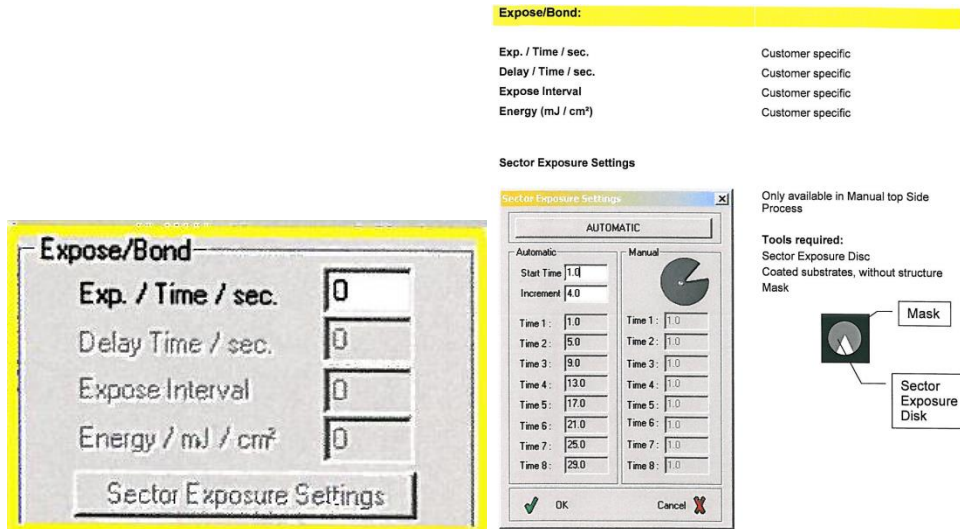 Expose/Bond
Exp. / Time / sec. 0
Delay Time / sec. 0
Expose Interval 0
Energy / mJ / cm² 0
Sector Exposure Settings
Expose/Bond:
Exp. / Time / sec. Customer specific
Delay / Time / sec. Customer specific
Expose Interval Customer specific
Energy (mJ / cm²) Customer specific
Sector Exposure Settings
Sector Exposure Settings
AUTOMATIC
Automatic
Start Time 1.0
Increment 4.0
Time 1 : 1.0
Time 2 : 5.0
Time 3 : 9.0
Time 4 : 13.0
Time 5 : 17.0
Time 6 : 21.0
Time 7 : 25.0
Time 8 : 29.0
Manual
Time 1 : 1.0
Time 2 : 1.0
Time 3 : 1.0
Time 4 : 1.0
Time 5 : 1.0
Time 6 : 1.0
Time 7 : 1.0
Time 8 : 1.0
OK
Cancel
Only available in Manual top Side
Process
Tools required:
Sector Exposure Disc
Coated substrates, without structure
Mask
Mask
Sector
Exposure
Disk